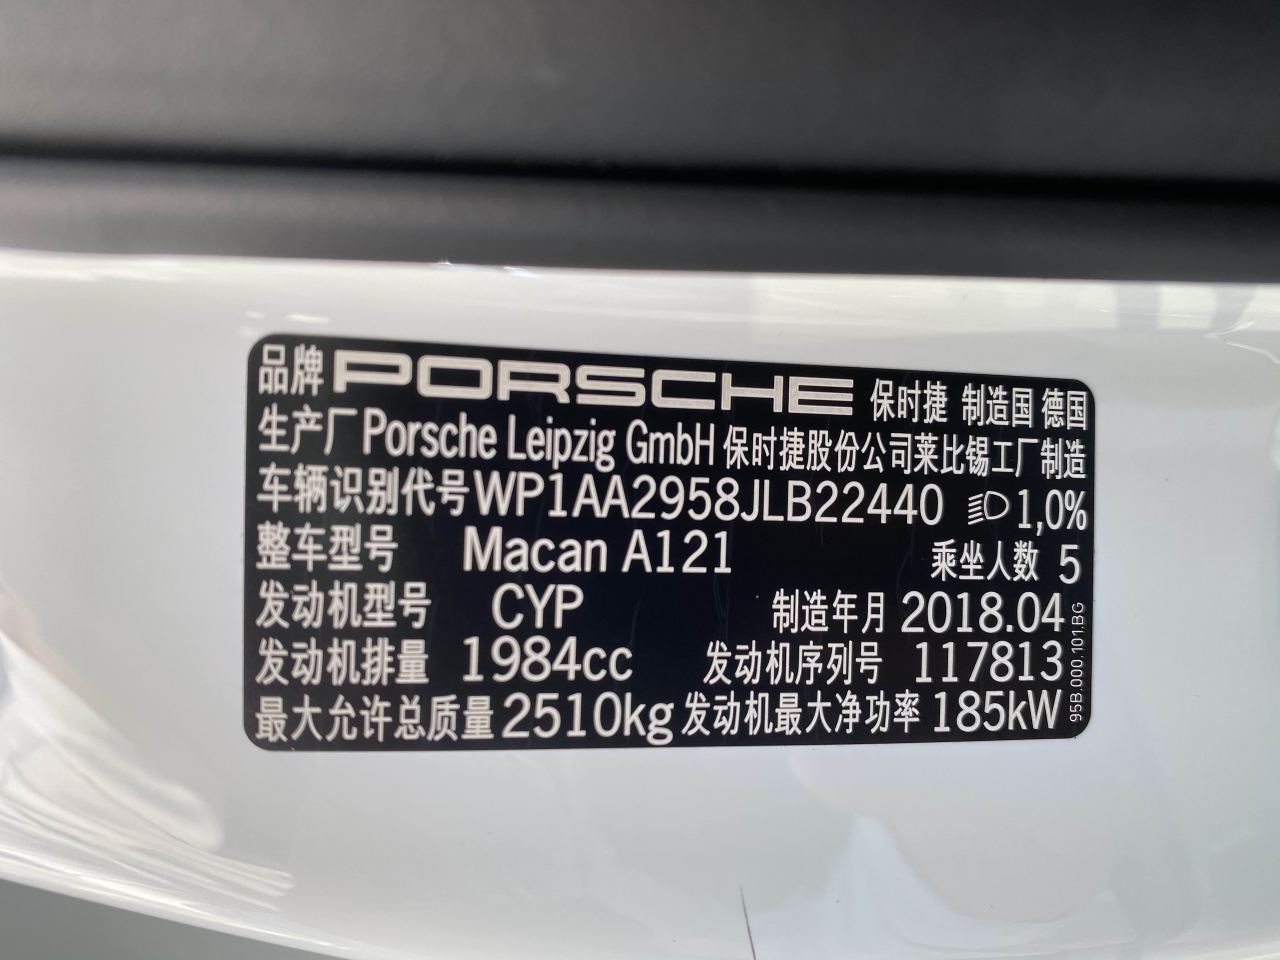 品牌 PORSCHE 保时捷 制造国 德国
生产厂 Porsche Leipzig GmbH 保时捷股份公司莱比锡工厂制造
车辆识别代号 WP1AA2958JLB22440 1,0%
整车型号 Macan A121 乘坐人数 5
发动机型号 CYP 制造年月 2018.04
发动机排量 1984cc 发动机序列号 117813
最大允许总质量 2510kg 发动机最大净功率 185kW
95B.000.101.BG